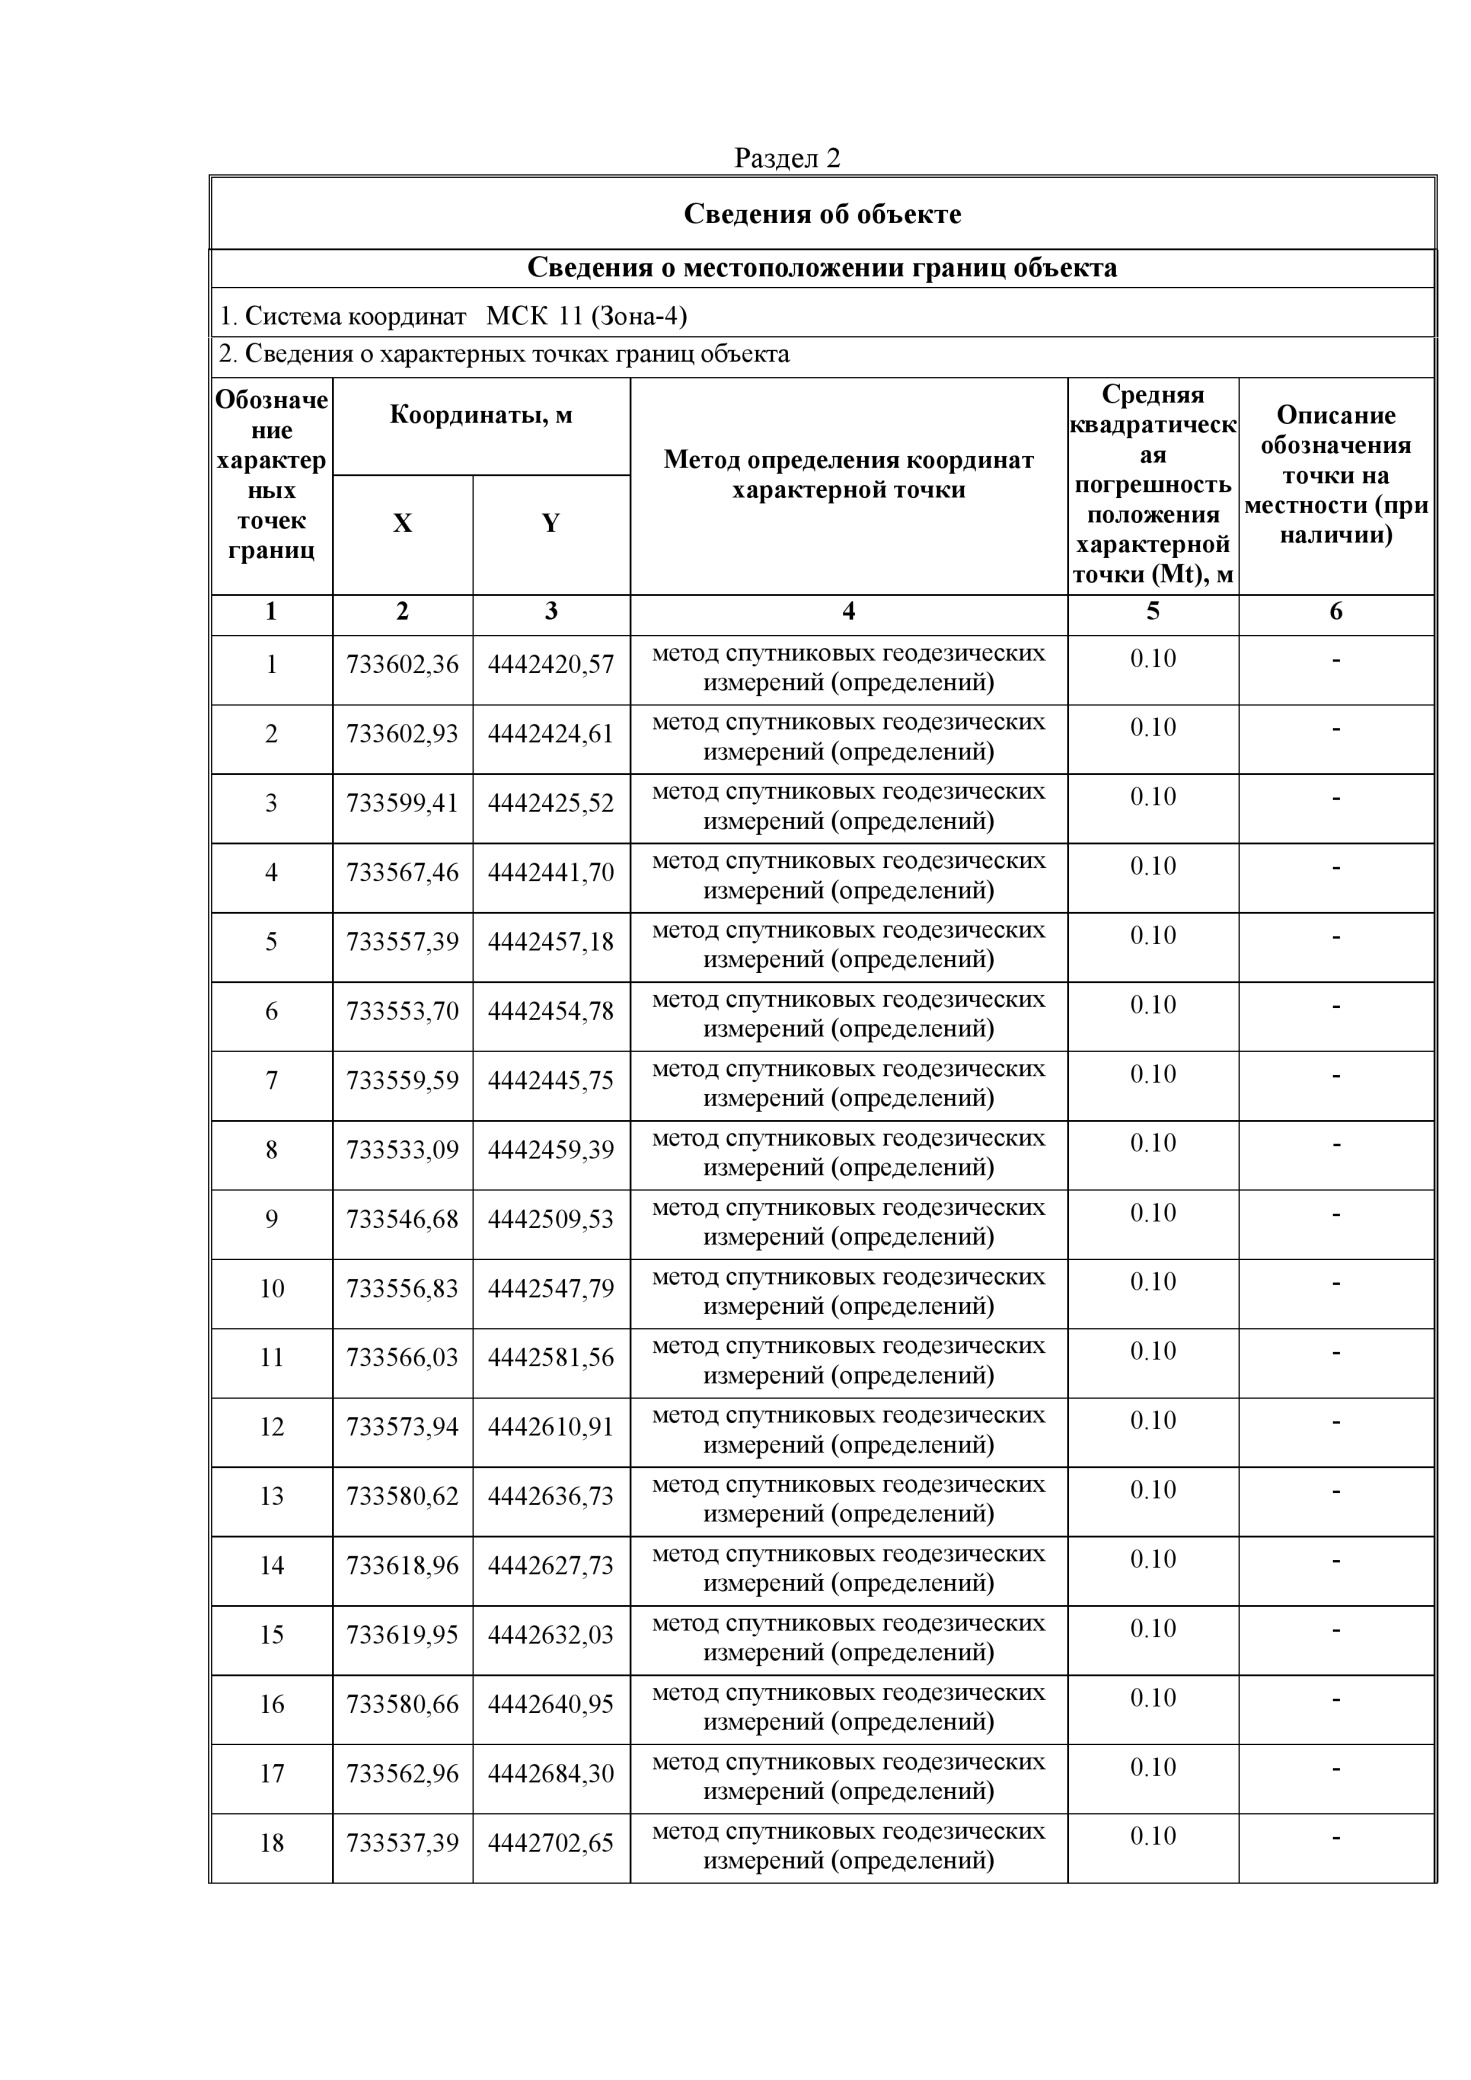 Раздел 2
Сведения об объекте
Сведения о местоположении границ объекта
1. Система координат МСК 11 (Зона-4)
2. Сведения о характерных точках границ объекта
Обозначе
ние
характер
ных
точек
границ
Координаты, м
X
Y
Метод определения координат
характерной точки
Средняя
квадратическ
ая
погрешность
положения
характерной
точки (Mt), м
Описание
обозначения
точки на
местности (при
наличии)
1 2 3 4 5 6
1 733602,36 4442420,57 метод спутниковых геодезических
измерений (определений) 0.10 -
2 733602,93 4442424,61 метод спутниковых геодезических
измерений (определений) 0.10 -
3 733599,41 4442425,52 метод спутниковых геодезических
измерений (определений) 0.10 -
4 733567,46 4442441,70 метод спутниковых геодезических
измерений (определений) 0.10 -
5 733557,39 4442457,18 метод спутниковых геодезических
измерений (определений) 0.10 -
6 733553,70 4442454,78 метод спутниковых геодезических
измерений (определений) 0.10 -
7 733559,59 4442445,75 метод спутниковых геодезических
измерений (определений) 0.10 -
8 733533,09 4442459,39 метод спутниковых геодезических
измерений (определений) 0.10 -
9 733546,68 4442509,53 метод спутниковых геодезических
измерений (определений) 0.10 -
10 733556,83 4442547,79 метод спутниковых геодезических
измерений (определений) 0.10 -
11 733566,03 4442581,56 метод спутниковых геодезических
измерений (определений) 0.10 -
12 733573,94 4442610,91 метод спутниковых геодезических
измерений (определений) 0.10 -
13 733580,62 4442636,73 метод спутниковых геодезических
измерений (определений) 0.10 -
14 733618,96 4442627,73 метод спутниковых геодезических
измерений (определений) 0.10 -
15 733619,95 4442632,03 метод спутниковых геодезических
измерений (определений) 0.10 -
16 733580,66 4442640,95 метод спутниковых геодезических
измерений (определений) 0.10 -
17 733562,96 4442684,30 метод спутниковых геодезических
измерений (определений) 0.10 -
18 733537,39 4442702,65 метод спутниковых геодезических
измерений (определений) 0.10 -